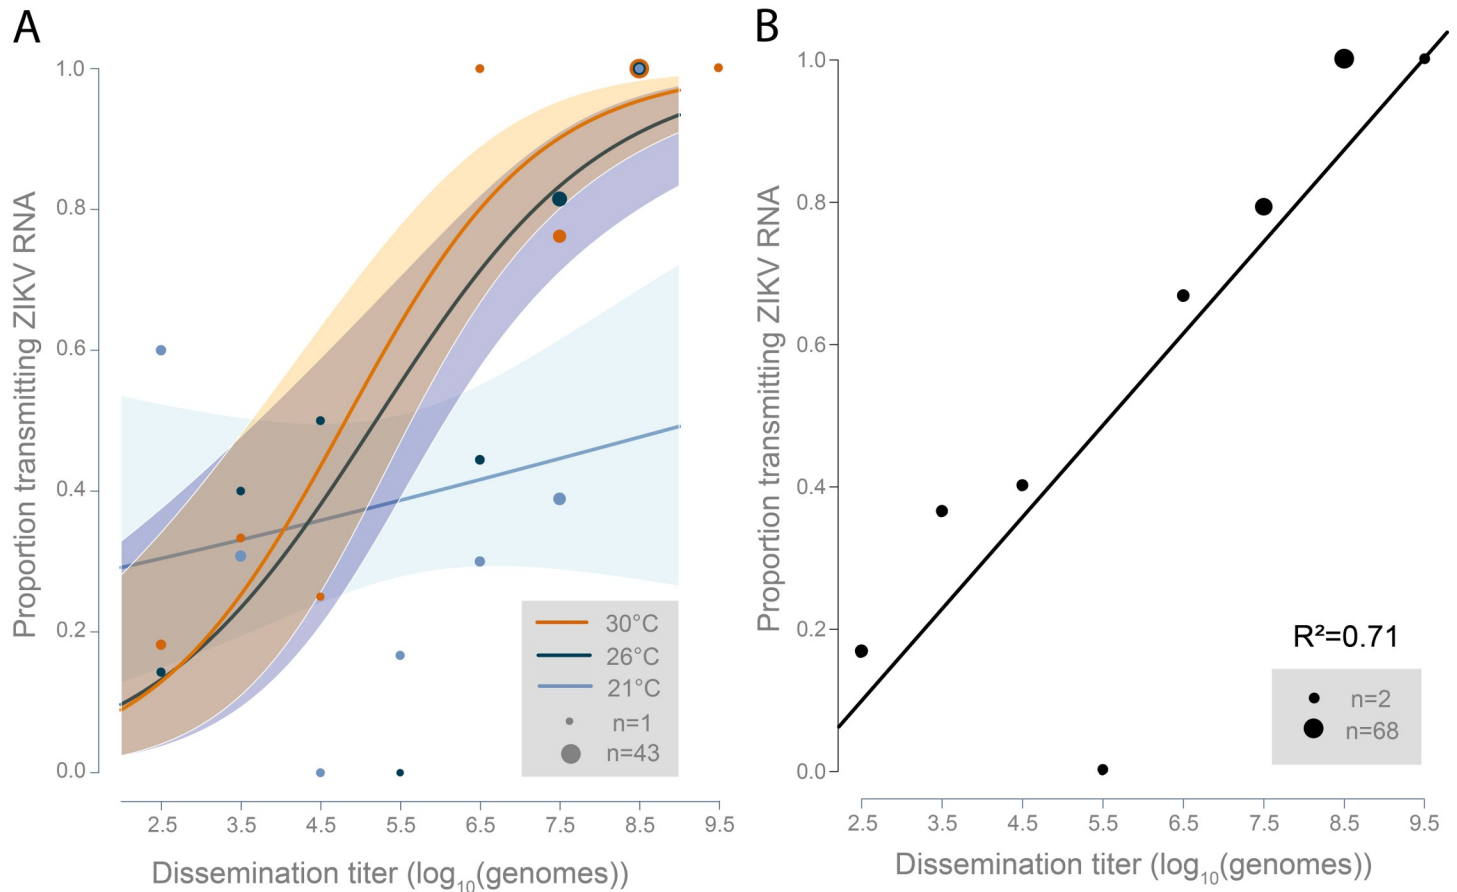 A
Proportion transmitting ZIKV RNA
1.0
0.8
0.6
0.4
0.2
0.0
30°C
26°C
21°C
n=1
n=43
2.5 3.5 4.5 5.5 6.5 7.5 8.5 9.5
Dissemination titer (log10(genomes))
B
Proportion transmitting ZIKV RNA
1.0
0.8
0.6
0.4
0.2
0.0
R²=0.71
n=2
n=68
2.5 3.5 4.5 5.5 6.5 7.5 8.5 9.5
Dissemination titer (log10(genomes))